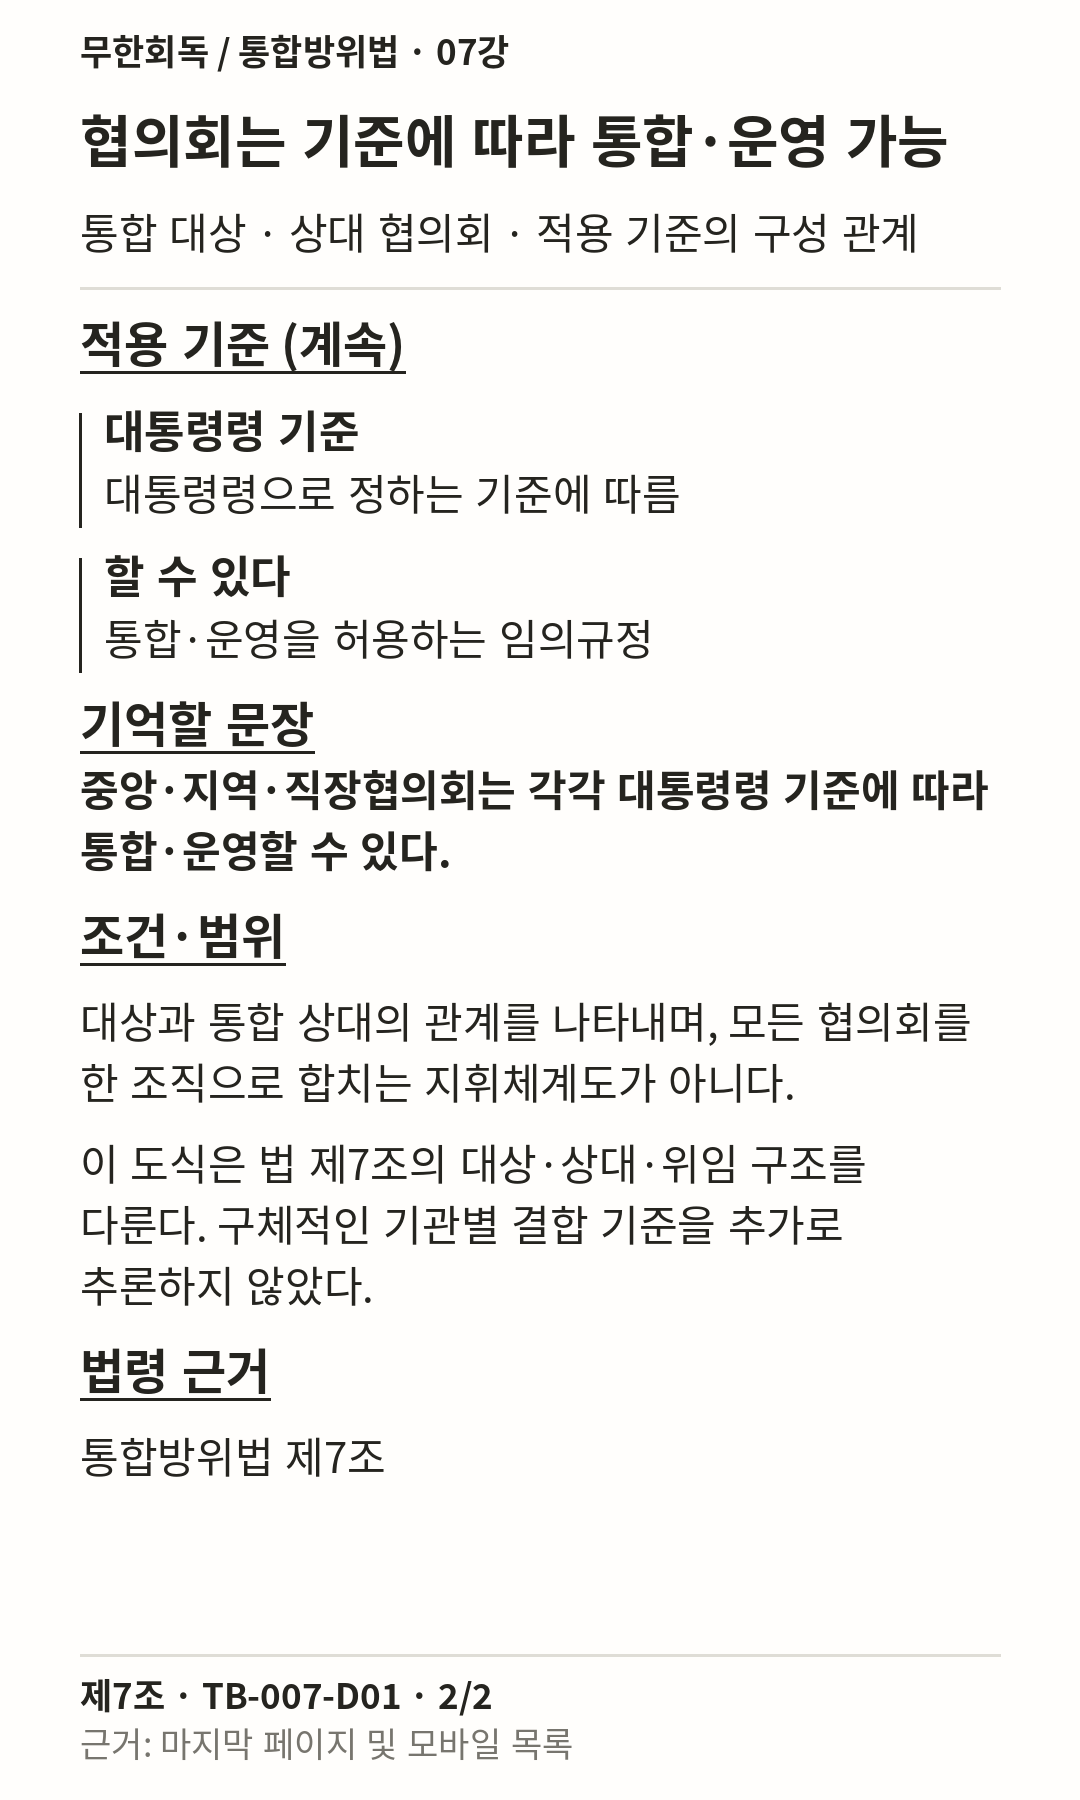 무한회독 / 통합방위법 · 07강
협의회는 기준에 따라 통합·운영 가능
통합 대상 · 상대 협의회 · 적용 기준의 구성 관계
적용 기준 (계속)
대통령령 기준
대통령령으로 정하는 기준에 따름
할 수 있다
통합·운영을 허용하는 임의규정
기억할 문장
중앙·지역·직장협의회는 각각 대통령령 기준에 따라
통합·운영할 수 있다.
조건·범위
대상과 통합 상대의 관계를 나타내며, 모든 협의회를
한 조직으로 합치는 지휘체계도가 아니다.
이 도식은 법 제7조의 대상·상대·위임 구조를
다룬다. 구체적인 기관별 결합 기준을 추가로
추론하지 않았다.
법령 근거
통합방위법 제7조
제7조 · TB-007-D01 · 2/2
근거: 마지막 페이지 및 모바일 목록